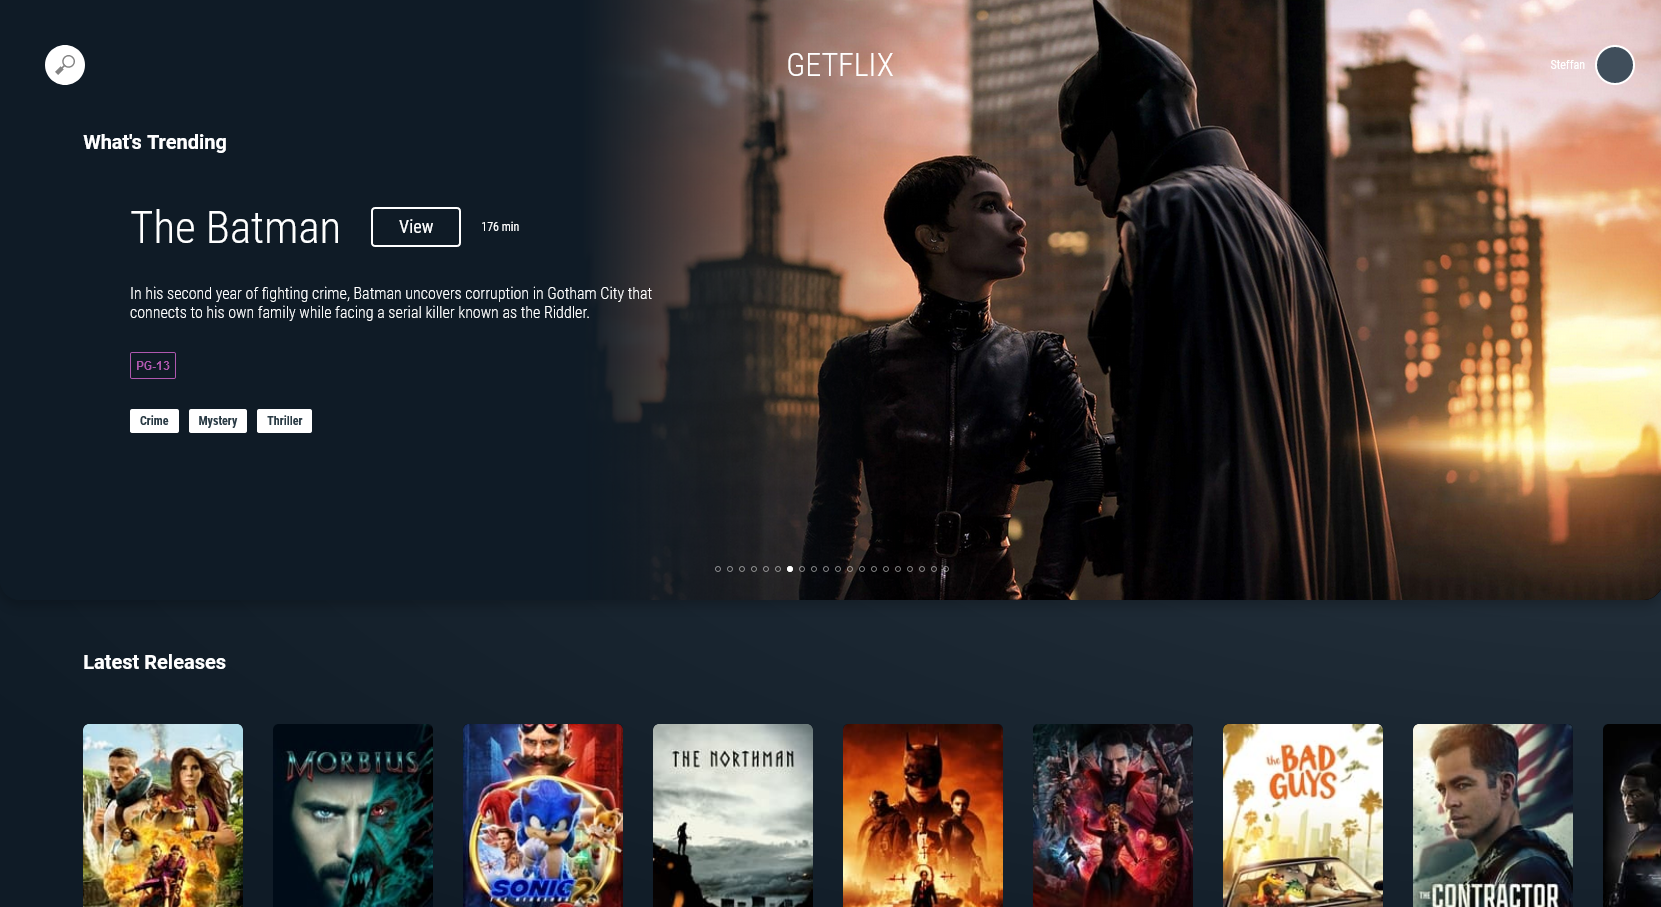 GETFLIX
Steffan
What's Trending
The Batman
View
176 min
In his second year of fighting crime, Batman uncovers corruption in Gotham City that
connects to his own family while facing a serial killer known as the Riddler.
PG-13
Crime
Mystery
Thriller
Latest Releases
MORBIUS
SONIC 2
THE NORTHMAN
the BAD
GUYS
THE CONTRACTOR